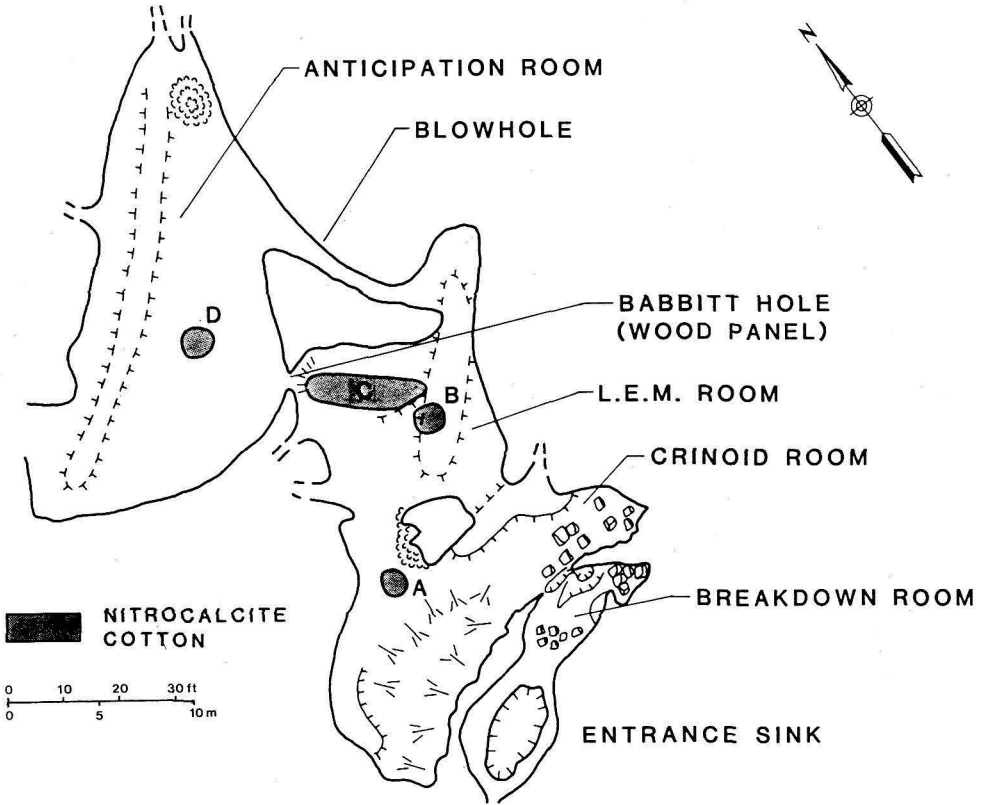 N
ANTICIPATION ROOM
BLOWHOLE
BABBITT HOLE
(WOOD PANEL)
D
C
B
L.E.M. ROOM
CRINOID ROOM
A
BREAKDOWN ROOM
NITROCALCITE
COTTON
0 10 20 30 ft
0 5 10 m
ENTRANCE SINK